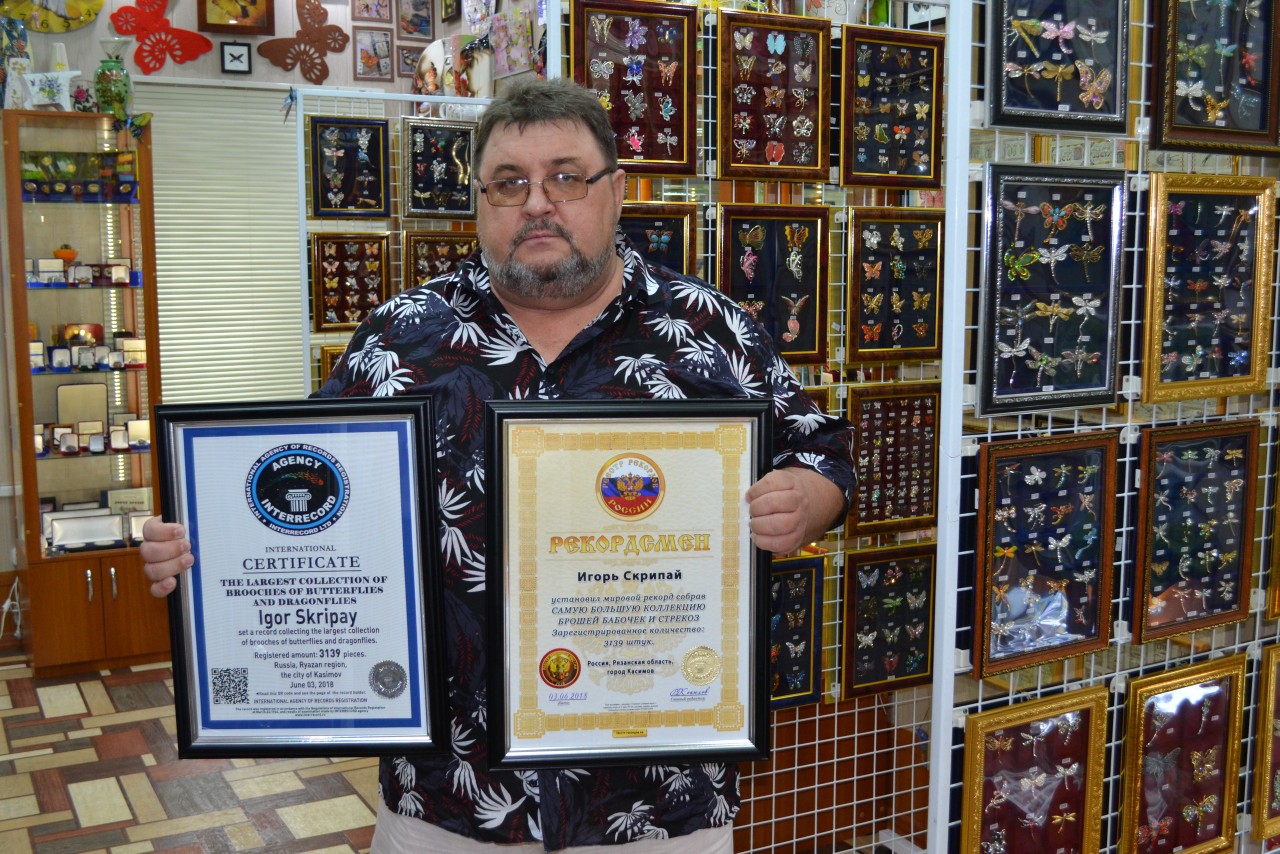 INTERNATIONAL AGENCY OF RECORDS REGISTRATION
AGENCY
INTERRECORD
INTERRECORD LTD
INTERNATIONAL
CERTIFICATE
THE LARGEST COLLECTION OF
BROOCHES OF BUTTERFLIES
AND DRAGONFLIES
Igor Skripay
set a record collecting the largest collection
of brooches of butterflies and dragonflies.
Registered amount: 3139 pieces.
Russia, Ryazan region,
the city of Kasimov
June 03, 2018
INTERNATIONAL AGENCY OF RECORDS REGISTRATION
РЕЕСТР РЕКОРДОВ
РОССИИ
РЕКОРДСМЕН
Игорь Скрипай
установил мировой рекорд собрав
САМУЮ БОЛЬШУЮ КОЛЛЕКЦИЮ
БРОШЕЙ БАБОЧЕК И СТРЕКОЗ
Зарегистрированное количество:
3139 штук.
Россия, Рязанская область,
город Касимов
03.06.2018